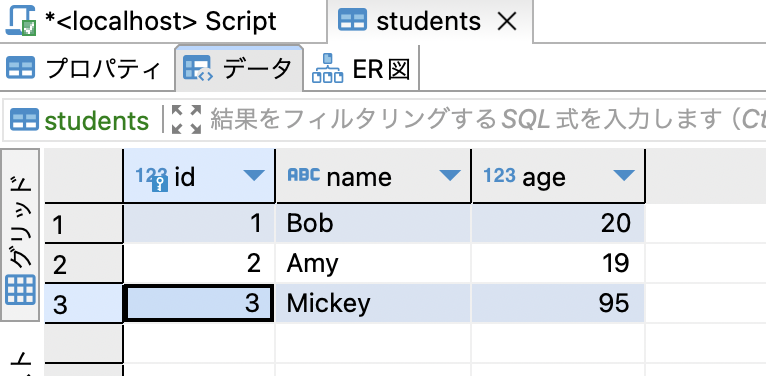 *<localhost> Script
students
プロパティ
データ
ER図
students
結果をフィルタリングするSQL 式を入力します (Ct
グリッド
123 id
ABC name
123 age
1 1 Bob 20
2 2 Amy 19
3 3 Mickey 95